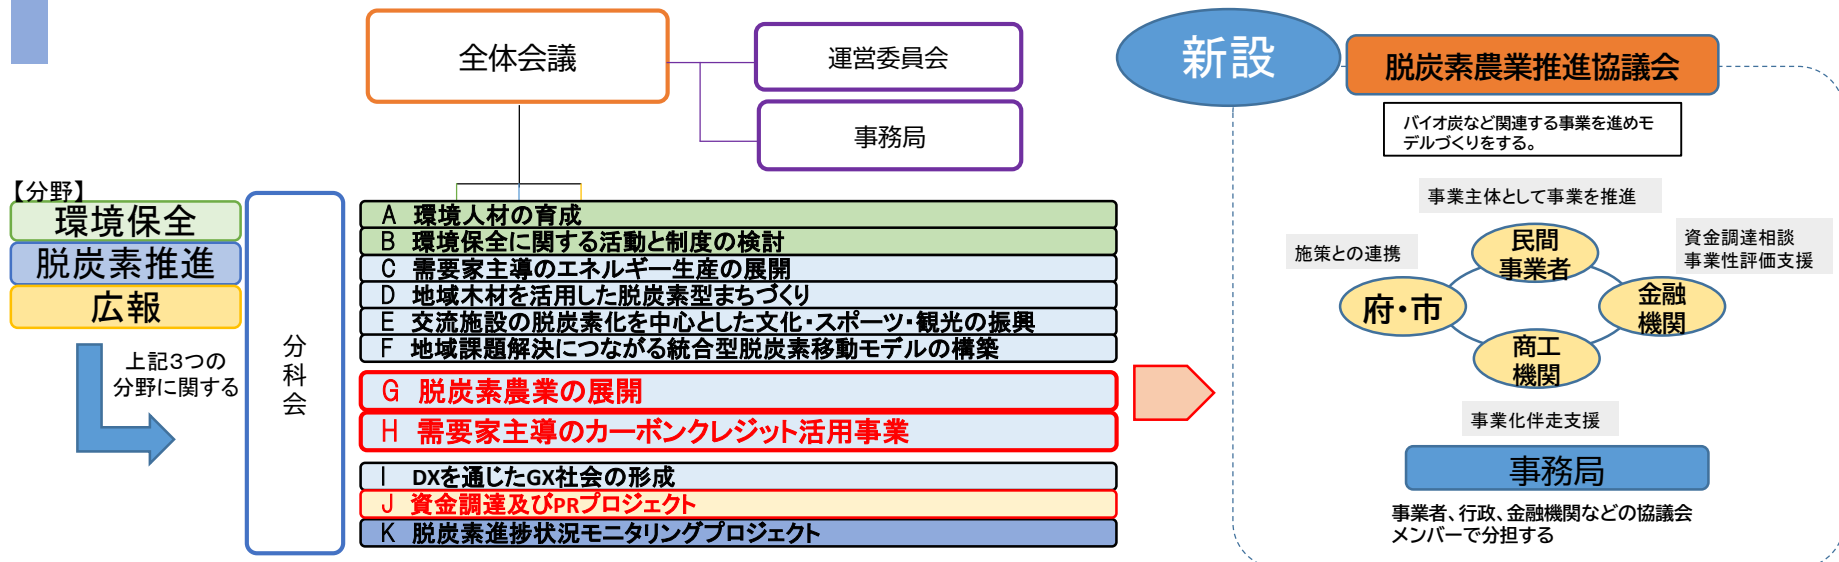 全体会議
運営委員会
事務局
新設
脱炭素農業推進協議会
バイオ炭など関連する事業を進めモ
デルづくりをする。
【分野】
環境保全
脱炭素推進
広報
上記3つの
分野に関する
分科会
A 環境人材の育成
B 環境保全に関する活動と制度の検討
C 需要家主導のエネルギー生産の展開
D 地域木材を活用した脱炭素型まちづくり
E 交流施設の脱炭素化を中心とした文化・スポーツ・観光の振興
F 地域課題解決につながる統合型脱炭素移動モデルの構築
G 脱炭素農業の展開
H 需要家主導のカーボンクレジット活用事業
I DXを通じたGX社会の形成
J 資金調達及びPRプロジェクト
K 脱炭素進捗状況モニタリングプロジェクト
事業主体として事業を推進
施策との連携
民間
事業者
資金調達相談
事業性評価支援
府・市
金融
機関
商工
機関
事業化伴走支援
事務局
事業者、行政、金融機関などの協議会
メンバーで分担する